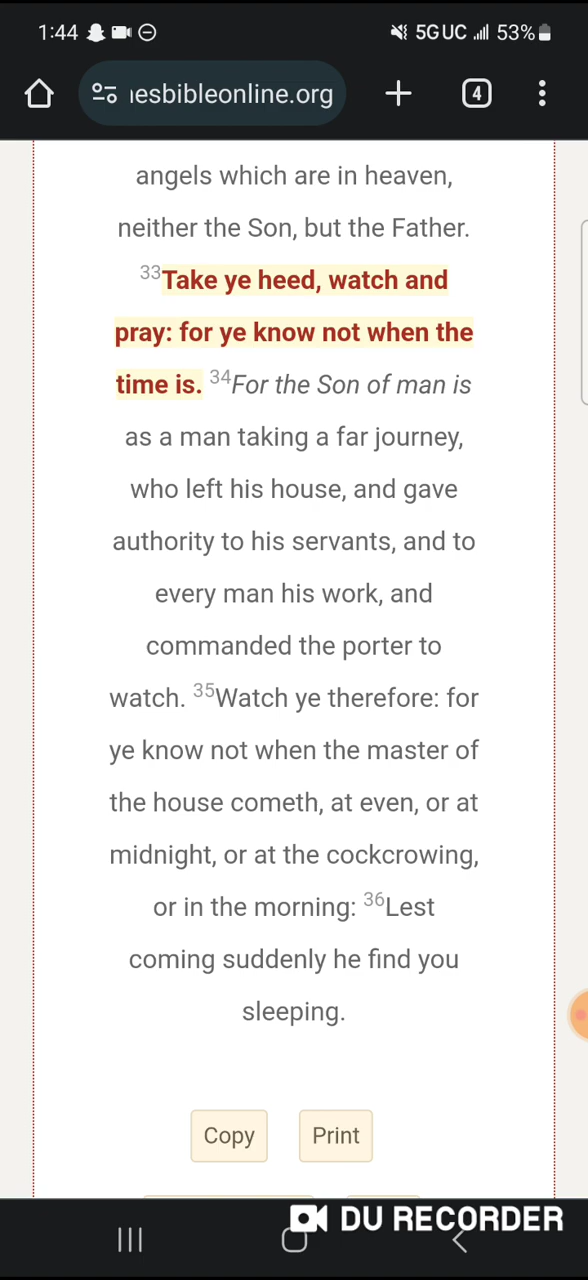 1:44 5GUC 53%
nesbibleonline.org 4
angels which are in heaven,
neither the Son, but the Father.
33Take ye heed, watch and
pray: for ye know not when the
time is. 34For the Son of man is
as a man taking a far journey,
who left his house, and gave
authority to his servants, and to
every man his work, and
commanded the porter to
watch. 35Watch ye therefore: for
ye know not when the master of
the house cometh, at even, or at
midnight, or at the cockcrowing,
or in the morning: 36Lest
coming suddenly he find you
sleeping.
Copy Print
DU RECORDER